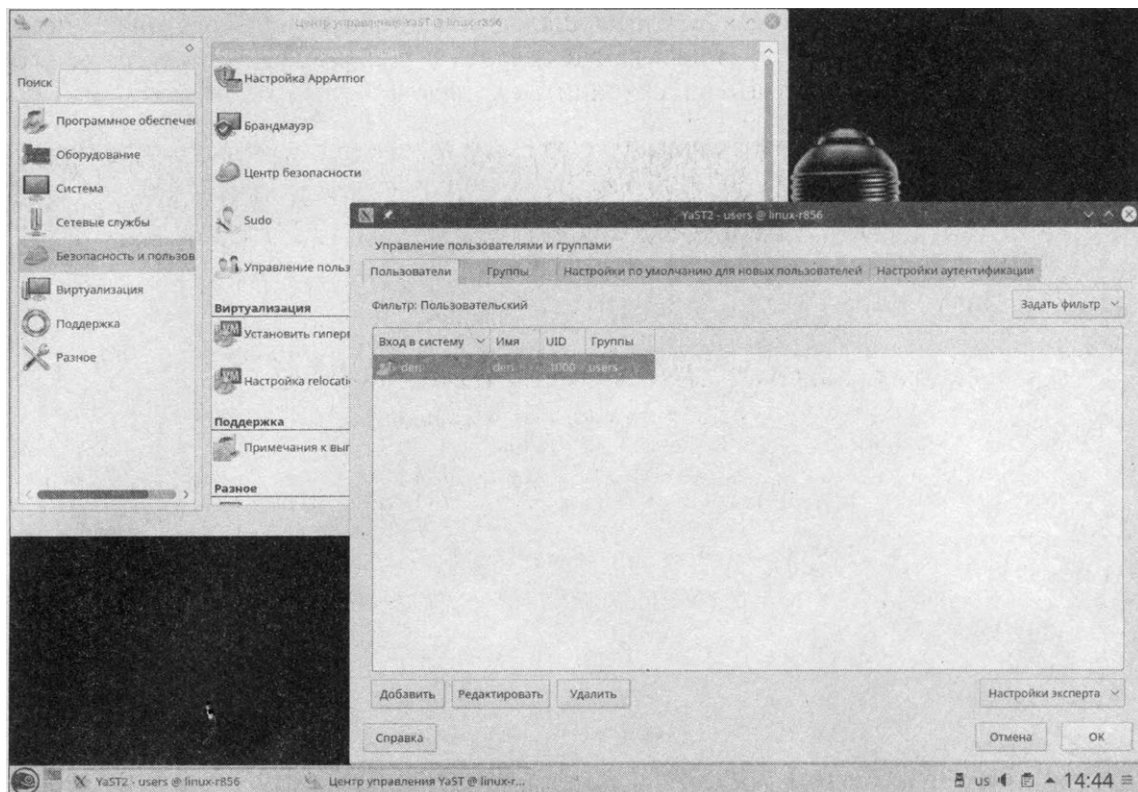 Центр управления YaST @ linux-r856
Поиск
Программное обеспечен
Оборудование
Система
Сетевые службы
Безопасность и пользов
Виртуализация
Поддержка
Разное
Настройка AppArmor
Брандмауэр
Центр безопасности
Sudo
Управление польз
Виртуализация
Установить гиперв
Настройка relocati
Поддержка
Примечания к вып
Разное
YaST2 - users @ linux-r856
Управление пользователями и группами
Пользователи Группы Настройки по умолчанию для новых пользователей Настройки аутентификации
Фильтр: Пользовательский Задать фильтр
Вход в систему Имя UID Группы
den den 1000 users
Добавить Редактировать Удалить Настройки эксперта
Справка Отмена ОК
YaST2 - users @ linux-r856 Центр управления YaST @ linux-r... us 14:44